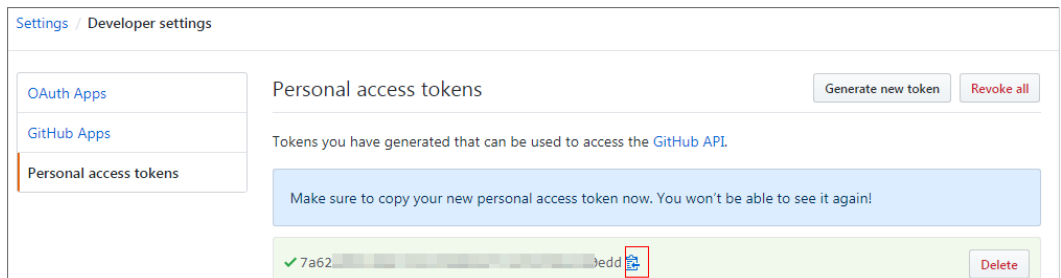 Settings / Developer settings
OAuth Apps
GitHub Apps
Personal access tokens
Personal access tokens
Generate new token
Revoke all
Tokens you have generated that can be used to access the GitHub API.
Make sure to copy your new personal access token now. You won't be able to see it again!
7a62
edd
Delete